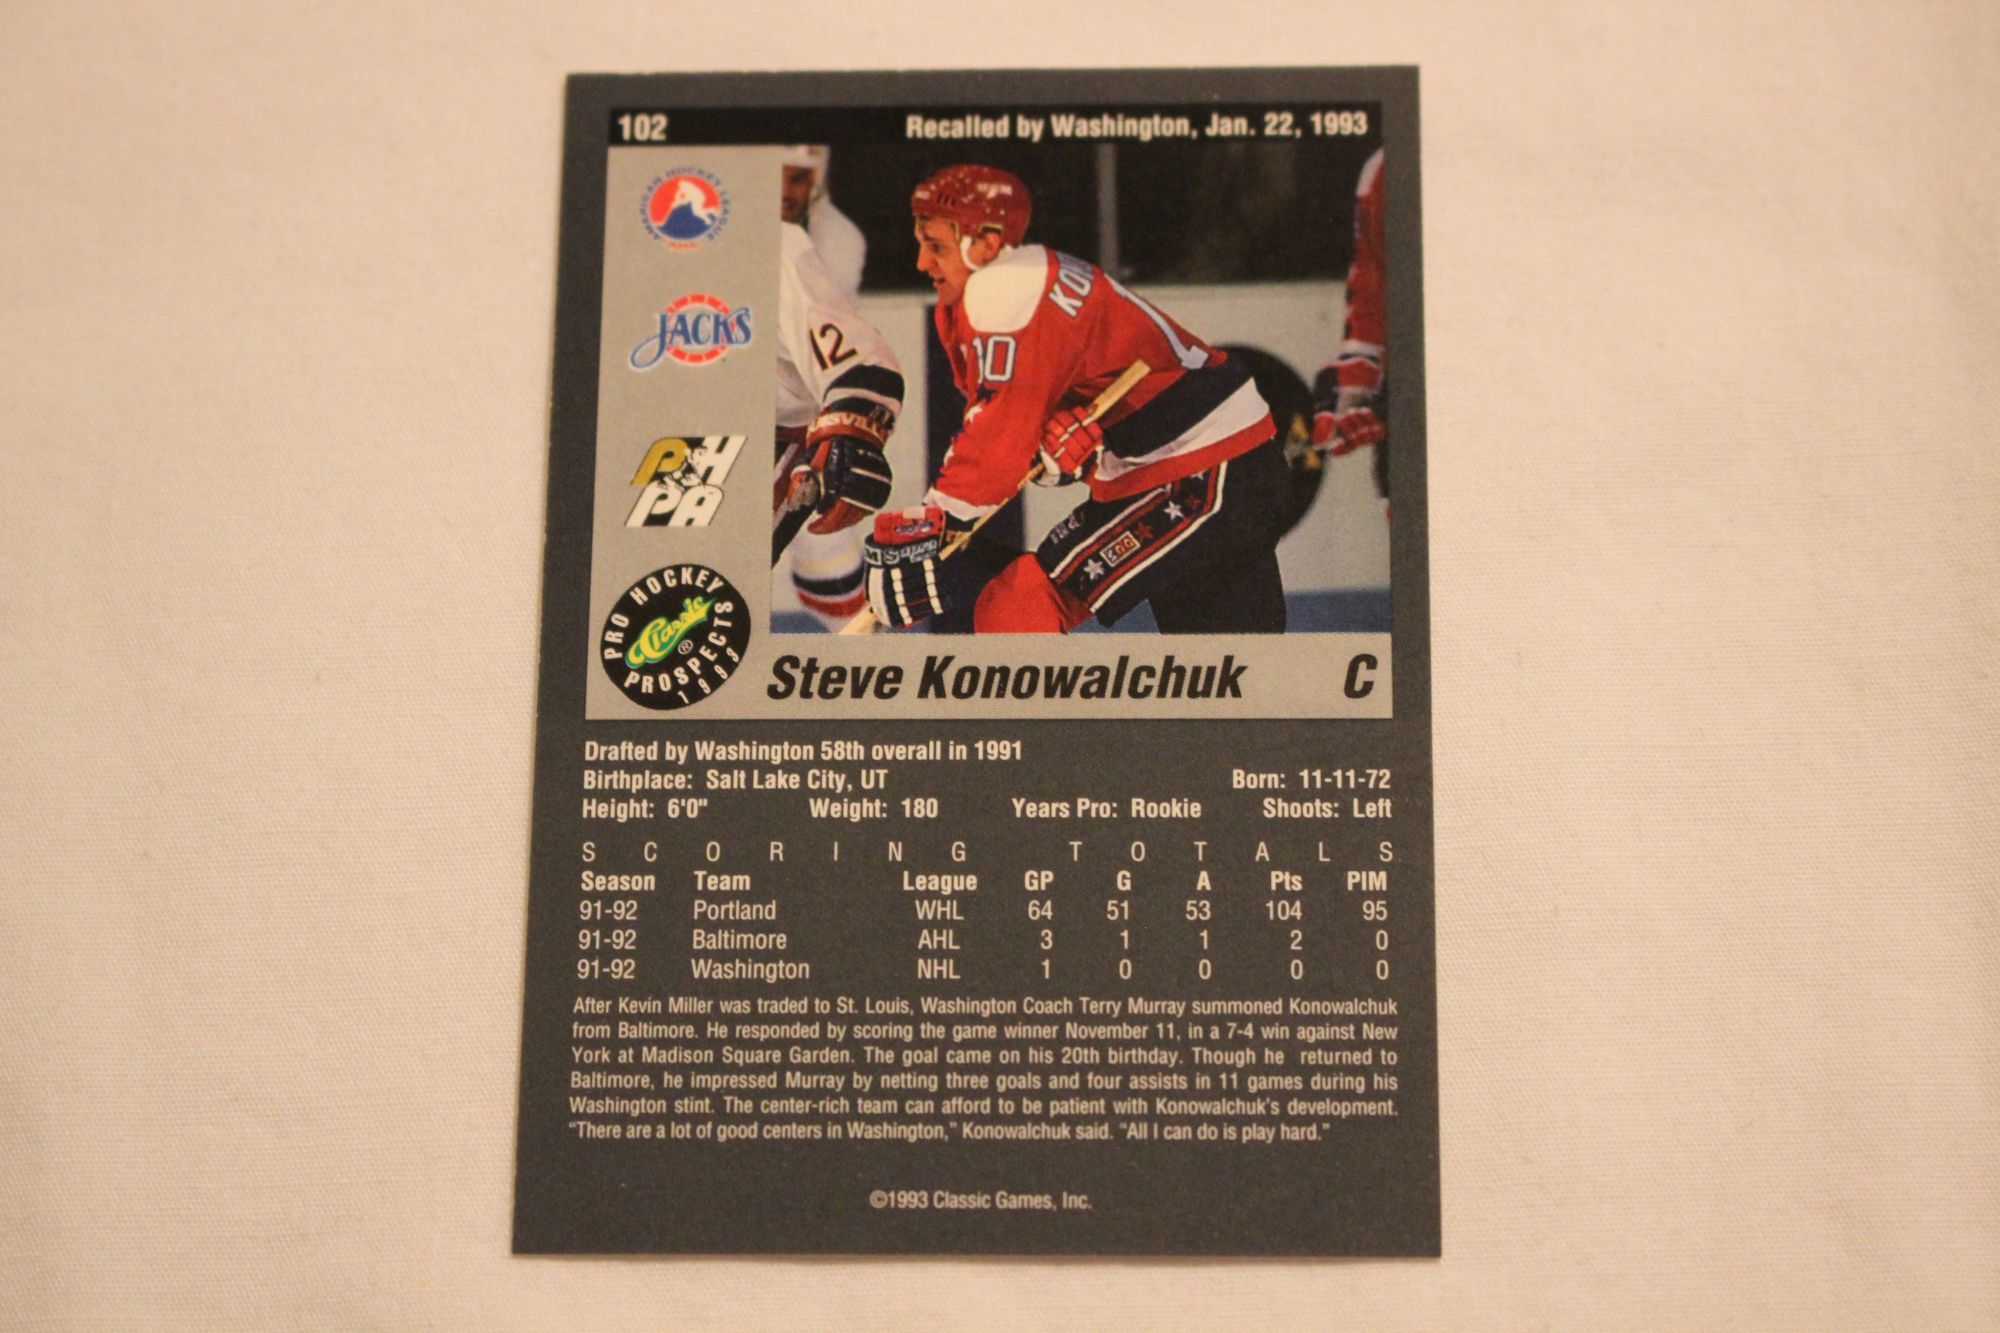 102 Recalled by Washington, Jan. 22, 1993
AMERICAN HOCKEY LEAGUE
AHL
JACKS
PHPA
KO
10
12
PRO HOCKEY PROSPECTS 1993
Classic ®
Steve Konowalchuk C
Drafted by Washington 58th overall in 1991
Birthplace: Salt Lake City, UT Born: 11-11-72
Height: 6'0" Weight: 180 Years Pro: Rookie Shoots: Left
SCORING TOTALS
Season Team League GP G A Pts PIM
91-92 Portland WHL 64 51 53 104 95
91-92 Baltimore AHL 3 1 1 2 0
91-92 Washington NHL 1 0 0 0 0
After Kevin Miller was traded to St. Louis, Washington Coach Terry Murray summoned Konowalchuk
from Baltimore. He responded by scoring the game winner November 11, in a 7-4 win against New
York at Madison Square Garden. The goal came on his 20th birthday. Though he returned to
Baltimore, he impressed Murray by netting three goals and four assists in 11 games during his
Washington stint. The center-rich team can afford to be patient with Konowalchuk's development.
"There are a lot of good centers in Washington," Konowalchuk said. "All I can do is play hard."
©1993 Classic Games, Inc.